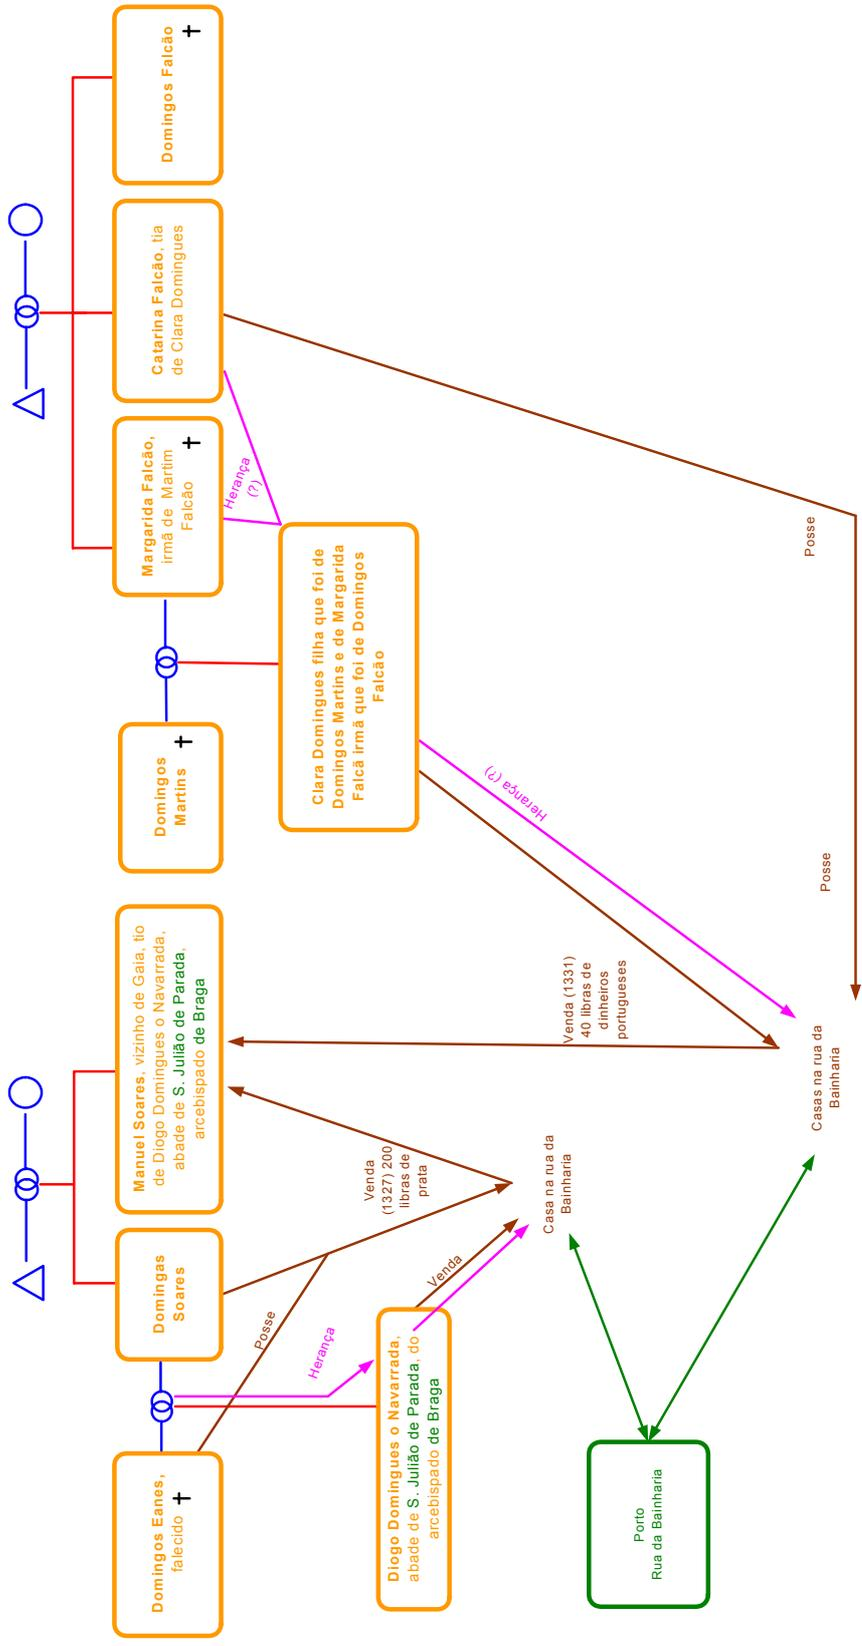 Domingos Eanes,
falecido
Domingas
Soares
Manuel Soares, vizinho de Gaia, tio
de Diogo Domingues o Navarrada,
abade de S. Julião de Parada,
arcebispado de Braga
Domingos
Martins
Margarida Falcão,
irmã de Martim
Falcão
Catarina Falcão, tia
de Clara Domingues
Domingos Falcão
Herança
(?)
Clara Domingues filha que foi de
Domingos Martins e de Margarida
Falcã irmã que foi de Domingos
Falcão
Posse
Herança
Diogo Domingues o Navarrada,
abade de S. Julião de Parada, do
arcebispado de Braga
Venda
Venda
(1327) 200
libras de
prata
Casa na rua da
Bainharia
Herança (?)
Venda (1331)
40 libras de
dinheiros
portugueses
Porto
Rua da Bainharia
Casas na rua da
Bainharia
Posse
Posse